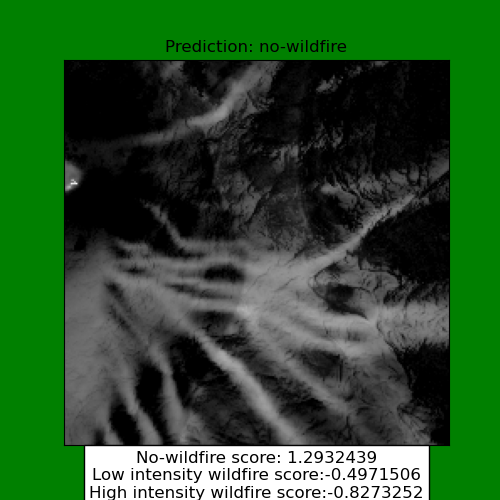 Prediction: no-wildfire
No-wildfire score: 1.2932439
Low intensity wildfire score:-0.4971506
High intensity wildfire score:-0.8273252